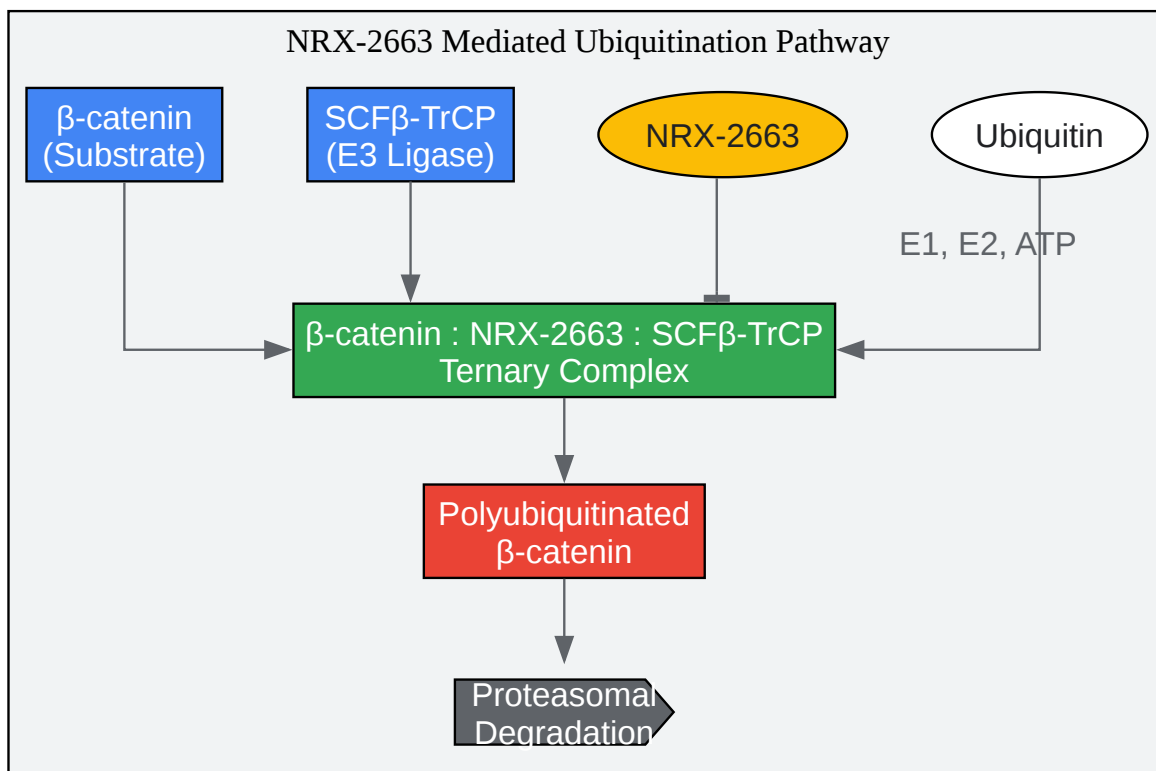 NRX-2663 Mediated Ubiquitination Pathway
β-catenin
(Substrate)
SCFβ-TrCP
(E3 Ligase)
NRX-2663
Ubiquitin
E1, E2, ATP
β-catenin : NRX-2663 : SCFβ-TrCP
Ternary Complex
Polyubiquitinated
β-catenin
Proteasomal
Degradation